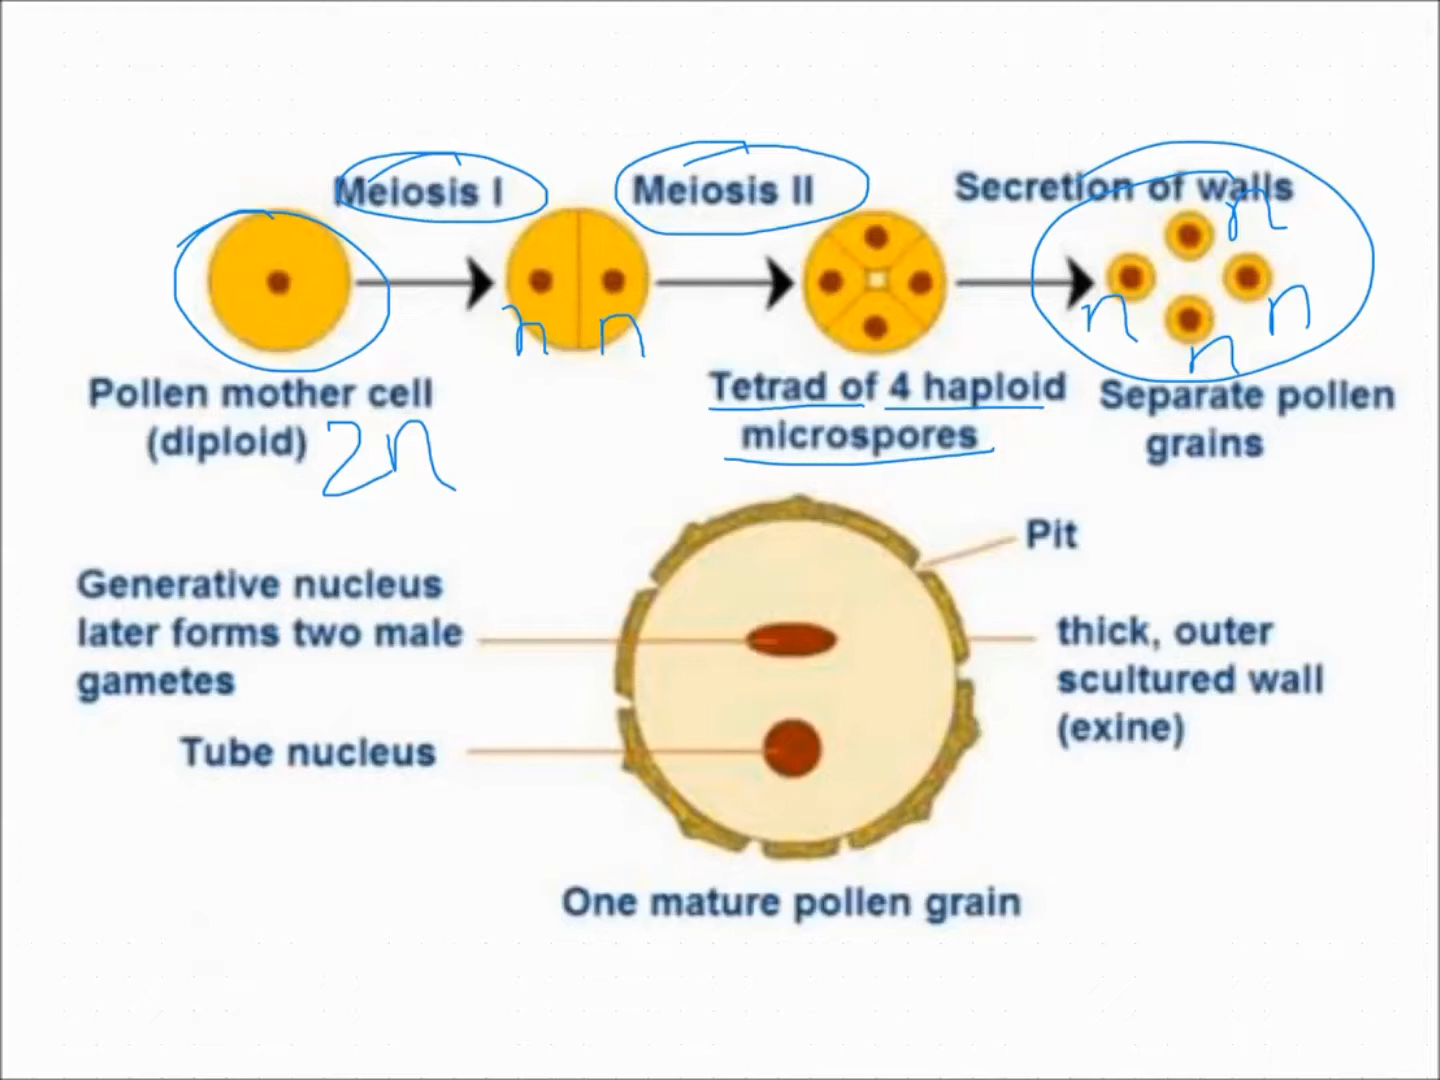 Meiosis I
Meiosis II
Secretion of walls
n
n
n
n
n
n
Pollen mother cell
(diploid) 2n
Tetrad of 4 haploid
microspores
Separate pollen
grains
Pit
Generative nucleus
later forms two male
gametes
thick, outer
scultured wall
(exine)
Tube nucleus
One mature pollen grain